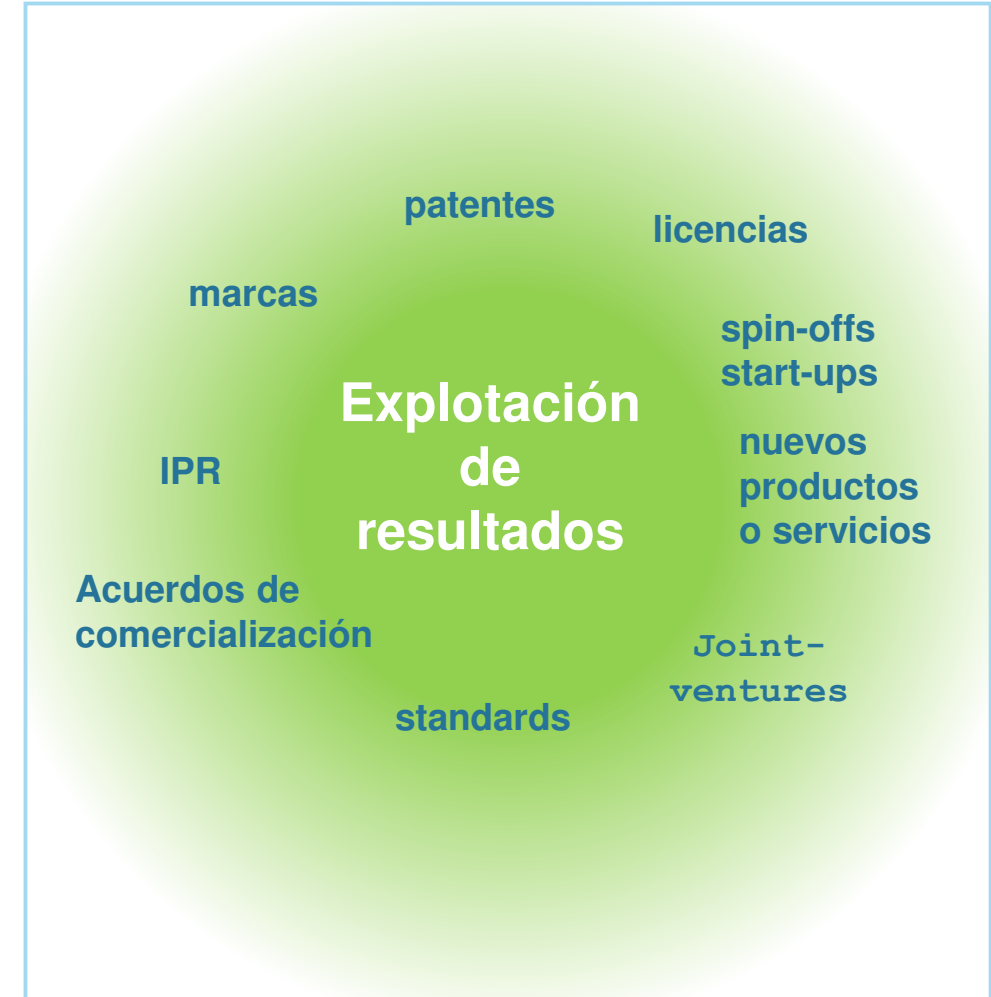 patentes
licencias
marcas
spin-offs
start-ups
Explotación
de
resultados
nuevos
productos
o servicios
IPR
Acuerdos de
comercialización
Joint-
ventures
standards